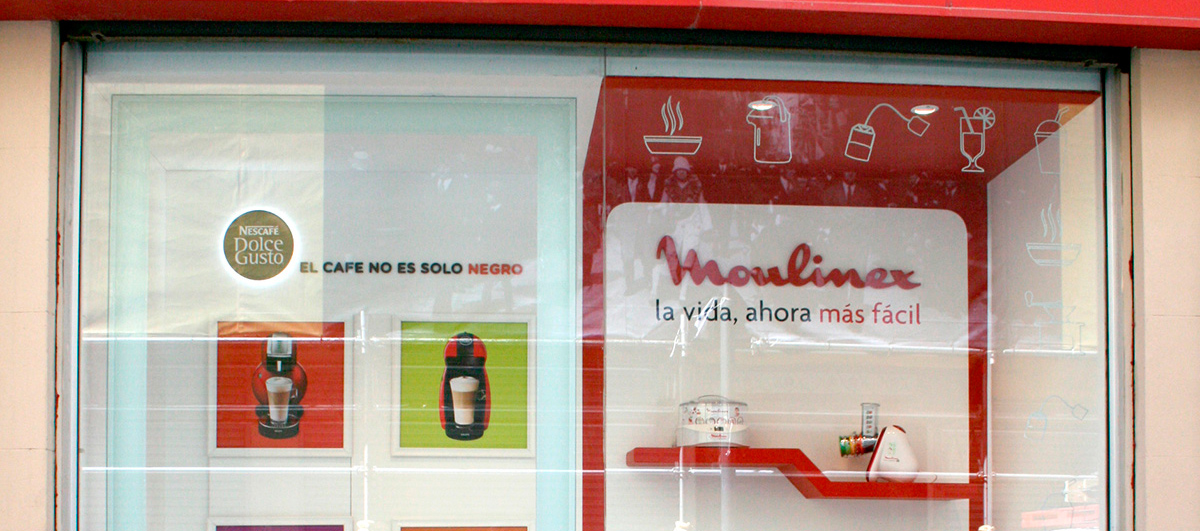 NESCAFÉ
Dolce
Gusto
EL CAFE NO ES SOLO NEGRO
Moulinex
la vida, ahora más fácil